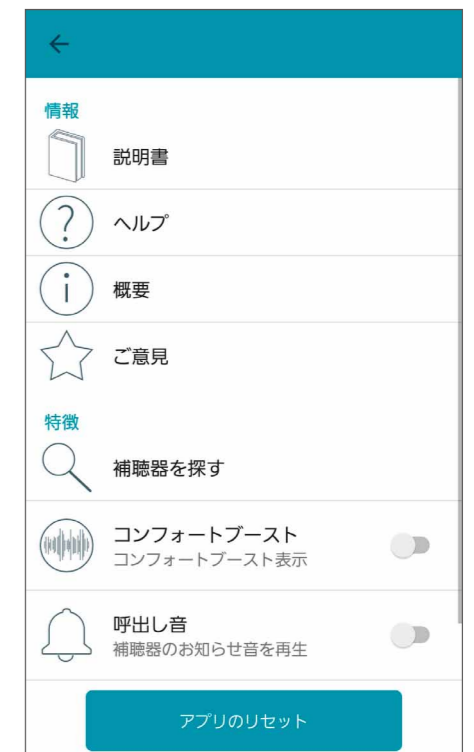 情報
説明書
ヘルプ
概要
ご意見
特徴
補聴器を探す
コンフォートブースト
コンフォートブースト表示
呼出し音
補聴器のお知らせ音を再生
アプリのリセット